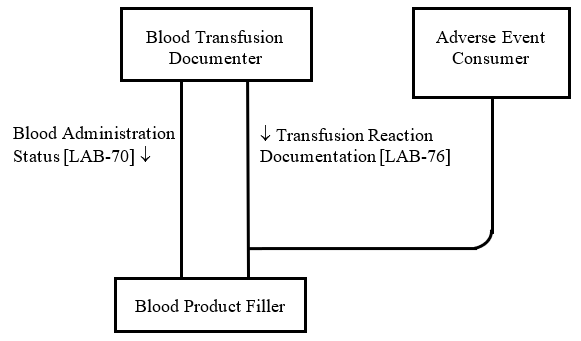 Blood Transfusion
Documenter
Adverse Event
Consumer
Blood Administration
Status [LAB-70] ↓
↓ Transfusion Reaction
Documentation [LAB-76]
Blood Product Filler